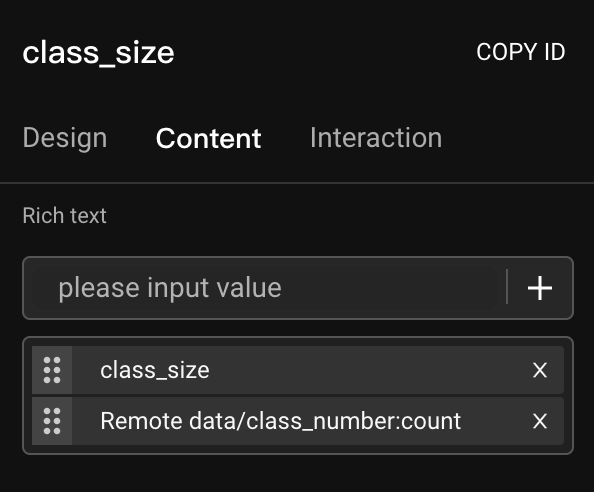 class_size
COPY ID
Design
Content
Interaction
Rich text
please input value
class_size
X
Remote data/class_number:count
X